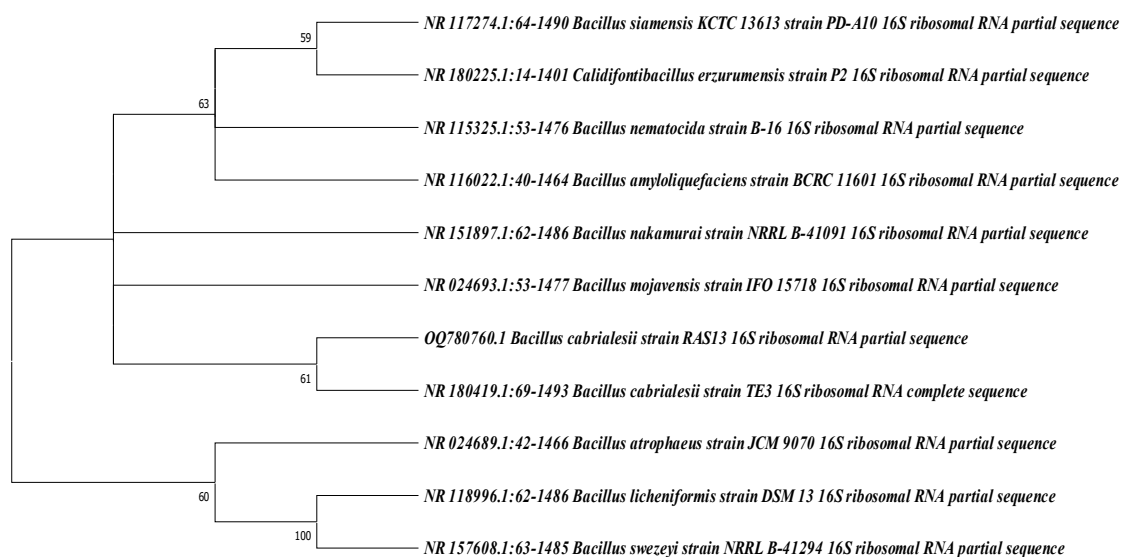 NR 117274.1:64-1490 Bacillus siamensis KCTC 13613 strain PD-A10 16S ribosomal RNA partial sequence
59
NR 180225.1:14-1401 Calidifontibacillus erzurumensis strain P2 16S ribosomal RNA partial sequence
63
NR 115325.1:53-1476 Bacillus nematocida strain B-16 16S ribosomal RNA partial sequence
NR 116022.1:40-1464 Bacillus amyloliquefaciens strain BCRC 11601 16S ribosomal RNA partial sequence
NR 151897.1:62-1486 Bacillus nakamurai strain NRRL B-41091 16S ribosomal RNA partial sequence
NR 024693.1:53-1477 Bacillus mojavensis strain IFO 15718 16S ribosomal RNA partial sequence
OQ780760.1 Bacillus cabrialesii strain RAS13 16S ribosomal RNA partial sequence
61
NR 180419.1:69-1493 Bacillus cabrialesii strain TE3 16S ribosomal RNA complete sequence
NR 024689.1:42-1466 Bacillus atrophaeus strain JCM 9070 16S ribosomal RNA partial sequence
60
NR 118996.1:62-1486 Bacillus licheniformis strain DSM 13 16S ribosomal RNA partial sequence
100
NR 157608.1:63-1485 Bacillus swezeyi strain NRRL B-41294 16S ribosomal RNA partial sequence